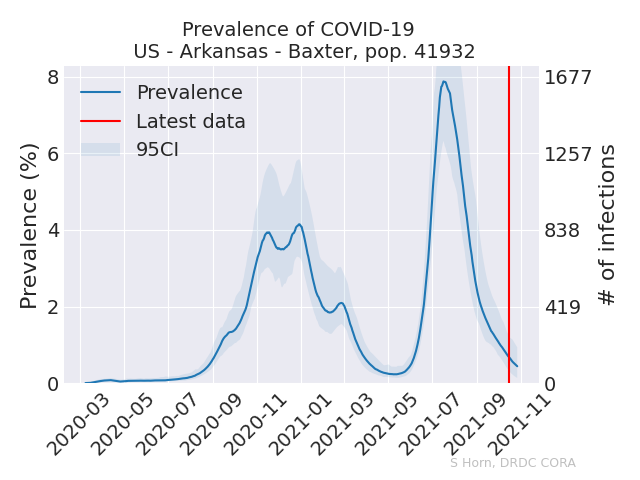 Prevalence of COVID-19
US - Arkansas - Baxter, pop. 41932
Prevalence
Latest data
95CI
Prevalence (%)
8
6
4
2
0
1677
1257
838
419
0
# of infections
2020-03
2020-05
2020-07
2020-09
2020-11
2021-01
2021-03
2021-05
2021-07
2021-09
2021-11
S Horn, DRDC CORA